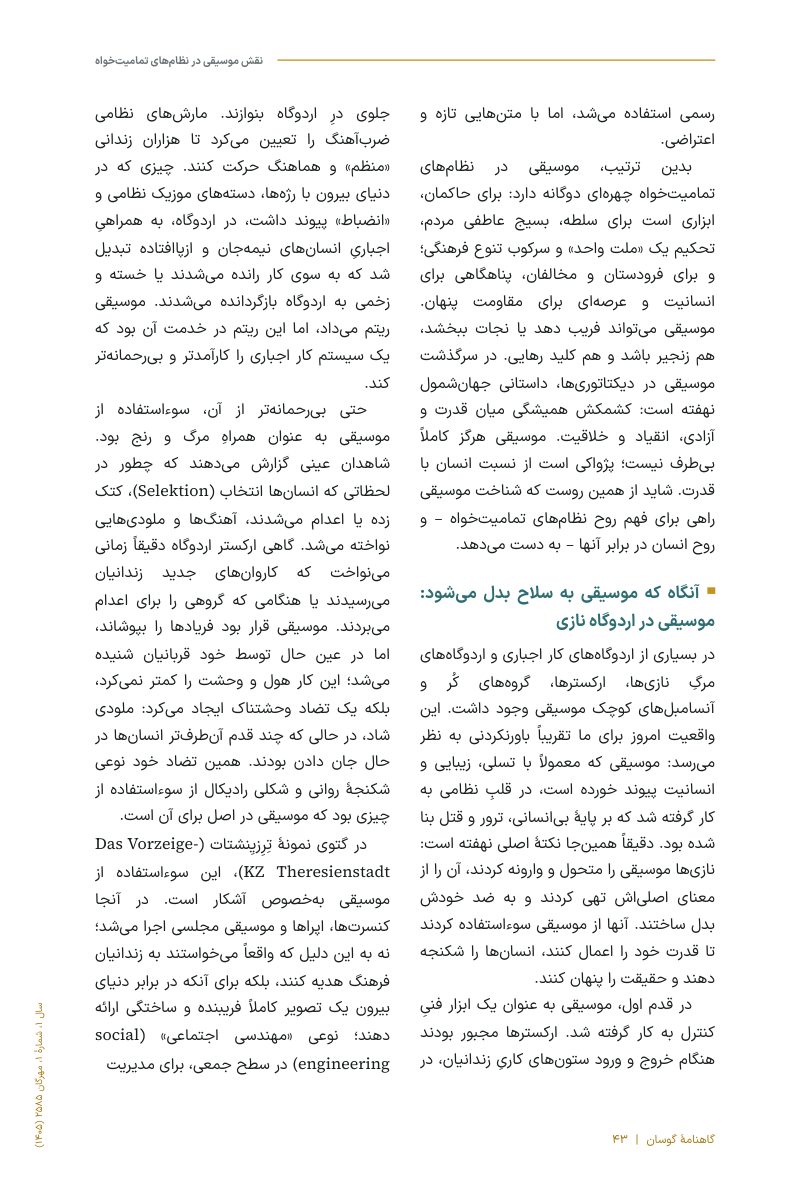 نقش موسیقی در نظام‌های تمامیت‌خواه
رسمی استفاده می‌شد، اما با متن‌هایی تازه و
اعتراضی.
بدین ترتیب، موسیقی در نظام‌های
تمامیت‌خواه چهره‌ای دوگانه دارد: برای حاکمان،
ابزاری است برای سلطه، بسیج عاطفی مردم،
تحکیم یک «ملت واحد» و سرکوب تنوع فرهنگی؛
و برای فرودستان و مخالفان، پناهگاهی برای
انسانیت و عرصه‌ای برای مقاومت پنهان.
موسیقی می‌تواند فریب دهد یا نجات ببخشد،
هم زنجیر باشد و هم کلید رهایی. در سرگذشت
موسیقی در دیکتاتوری‌ها، داستانی جهان‌شمول
نهفته است: کشمکش همیشگی میان قدرت و
آزادی، انقیاد و خلاقیت. موسیقی هرگز کاملاً
بی‌طرف نیست؛ پژواکی است از نسبت انسان با
قدرت. شاید از همین روست که شناخت موسیقی
راهی برای فهم روح نظام‌های تمامیت‌خواه – و
روح انسان در برابر آنها – به دست می‌دهد.
■ آنگاه که موسیقی به سلاح بدل می‌شود:
موسیقی در اردوگاه نازی
در بسیاری از اردوگاه‌های کار اجباری و اردوگاه‌های
مرگِ نازی‌ها، ارکسترها، گروه‌های کُر و
آنسامبل‌های کوچک موسیقی وجود داشت. این
واقعیت امروز برای ما تقریباً باورنکردنی به نظر
می‌رسد: موسیقی که معمولاً با تسلی، زیبایی و
انسانیت پیوند خورده است، در قلبِ نظامی به
کار گرفته شد که بر پایۀ بی‌انسانی، ترور و قتل بنا
شده بود. دقیقاً همین‌جا نکتۀ اصلی نهفته است:
نازی‌ها موسیقی را متحول و وارونه کردند، آن را از
معنای اصلی‌اش تهی کردند و به ضد خودش
بدل ساختند. آنها از موسیقی سوءاستفاده کردند
تا قدرت خود را اعمال کنند، انسان‌ها را شکنجه
دهند و حقیقت را پنهان کنند.
در قدم اول، موسیقی به عنوان یک ابزار فنیِ
کنترل به کار گرفته شد. ارکسترها مجبور بودند
هنگام خروج و ورود ستون‌های کاریِ زندانیان، در
جلوی درِ اردوگاه بنوازند. مارش‌های نظامی
ضرب‌آهنگ را تعیین می‌کرد تا هزاران زندانی
«منظم» و هماهنگ حرکت کنند. چیزی که در
دنیای بیرون با رژه‌ها، دسته‌های موزیک نظامی و
«انضباط» پیوند داشت، در اردوگاه، به همراهیِ
اجباریِ انسان‌های نیمه‌جان و ازپاافتاده تبدیل
شد که به سوی کار رانده می‌شدند یا خسته و
زخمی به اردوگاه بازگردانده می‌شدند. موسیقی
ریتم می‌داد، اما این ریتم در خدمت آن بود که
یک سیستم کار اجباری را کارآمدتر و بی‌رحمانه‌تر
کند.
حتی بی‌رحمانه‌تر از آن، سوءاستفاده از
موسیقی به عنوان همراهِ مرگ و رنج بود.
شاهدان عینی گزارش می‌دهند که چطور در
لحظاتی که انسان‌ها انتخاب (Selektion)، کتک
زده یا اعدام می‌شدند، آهنگ‌ها و ملودی‌هایی
نواخته می‌شد. گاهی ارکستر اردوگاه دقیقاً زمانی
می‌نواخت که کاروان‌های جدید زندانیان
می‌رسیدند یا هنگامی که گروهی را برای اعدام
می‌بردند. موسیقی قرار بود فریادها را بپوشاند،
اما در عین حال توسط خود قربانیان شنیده
می‌شد؛ این کار هول و وحشت را کمتر نمی‌کرد،
بلکه یک تضاد وحشتناک ایجاد می‌کرد: ملودی
شاد، در حالی که چند قدم آن‌طرف‌تر انسان‌ها در
حال جان دادن بودند. همین تضاد خود نوعی
شکنجۀ روانی و شکلی رادیکال از سوءاستفاده از
چیزی بود که موسیقی در اصل برای آن است.
در گتوی نمونۀ تِرِزیِنشتات (Das Vorzeige-
KZ Theresienstadt)، این سوءاستفاده از
موسیقی به‌خصوص آشکار است. در آنجا
کنسرت‌ها، اپراها و موسیقی مجلسی اجرا می‌شد؛
نه به این دلیل که واقعاً می‌خواستند به زندانیان
فرهنگ هدیه کنند، بلکه برای آنکه در برابر دنیای
بیرون یک تصویر کاملاً فریبنده و ساختگی ارائه
دهند؛ نوعی «مهندسی اجتماعی» (social
engineering) در سطح جمعی، برای مدیریت
سال ۱، شمارۀ ۱، مهرگان ۲۵۸۵ (۱۴۰۵)
گاهنامۀ گوسان | ۴۳